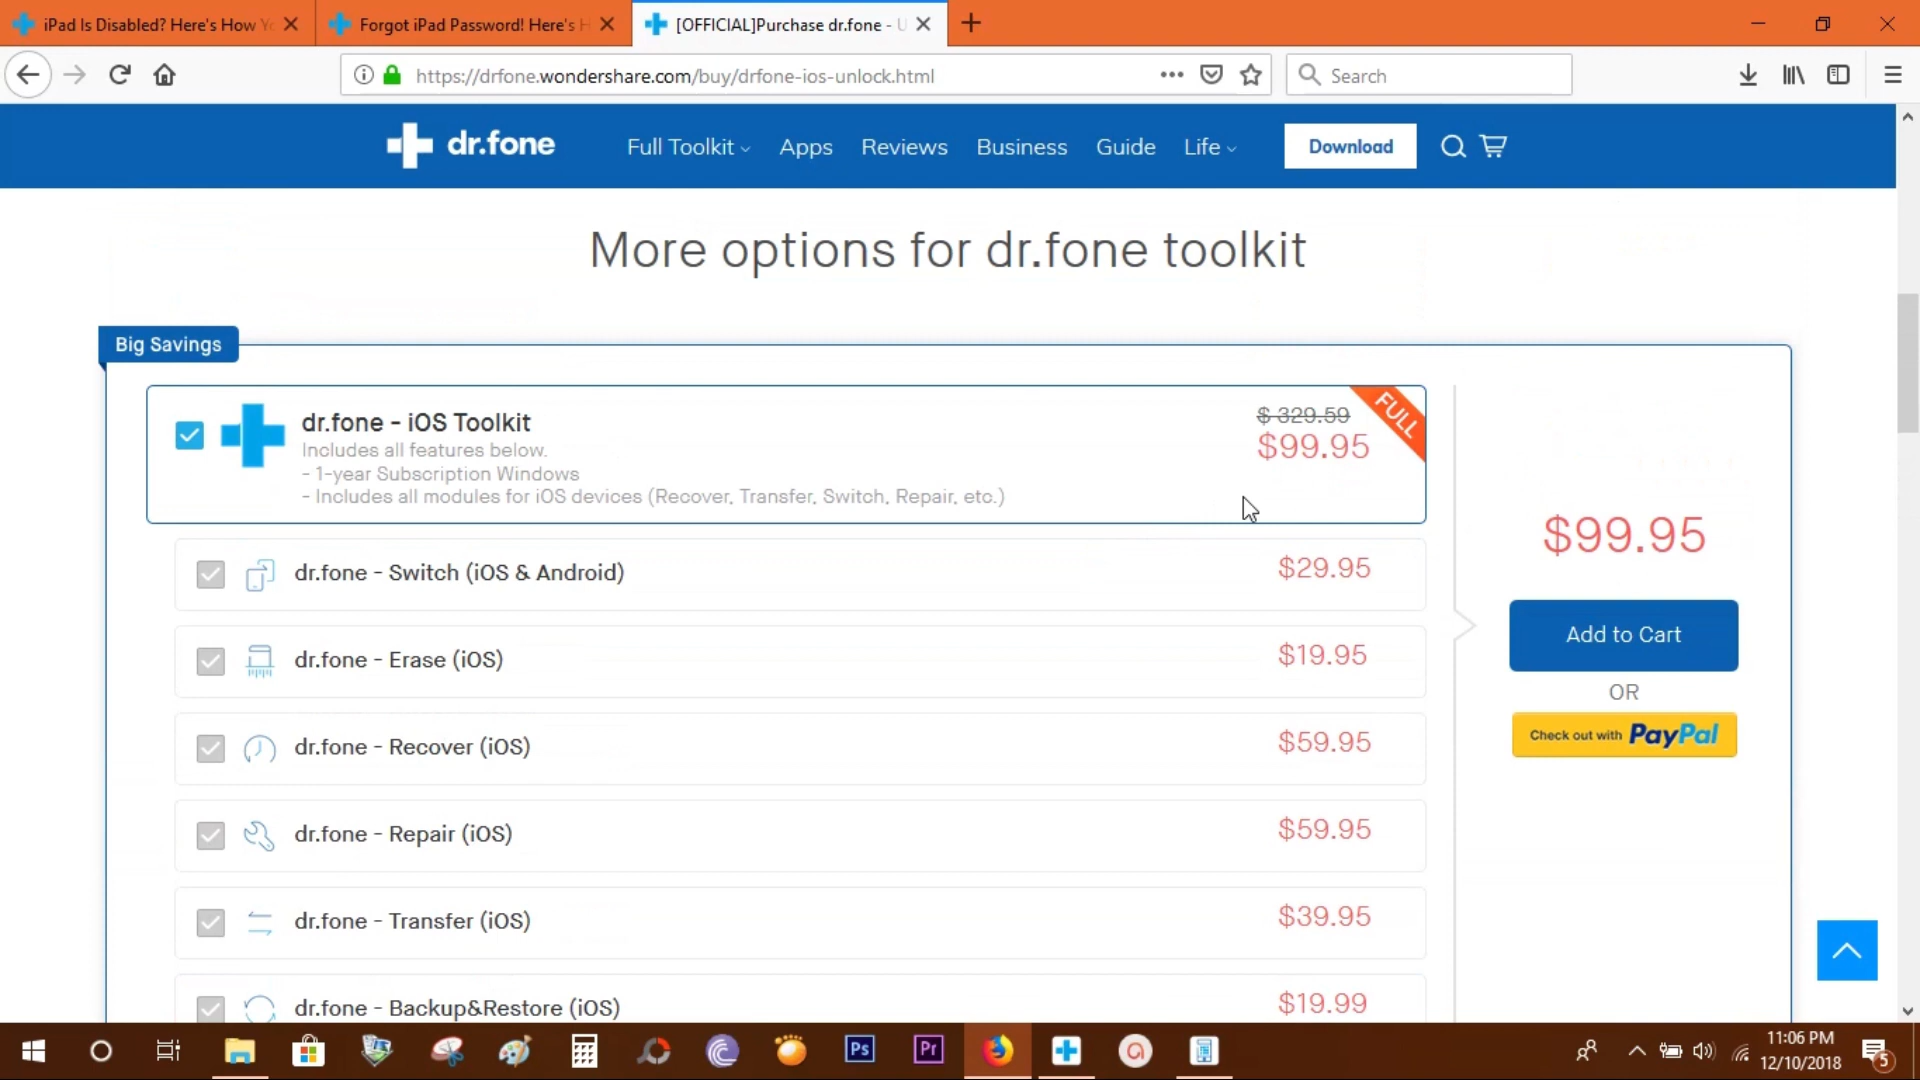 iPad Is Disabled? Here's How Yo
Forgot iPad Password! Here's H
[OFFICIAL]Purchase dr.fone - U
https://drfone.wondershare.com/buy/drfone-ios-unlock.html
Search
dr.fone
Full Toolkit
Apps
Reviews
Business
Guide
Life
Download
More options for dr.fone toolkit
Big Savings
dr.fone - iOS Toolkit
Includes all features below.
- 1-year Subscription Windows
- Includes all modules for iOS devices (Recover, Transfer, Switch, Repair, etc.)
$ 329.59
$99.95
FULL
dr.fone - Switch (iOS & Android)
$29.95
dr.fone - Erase (iOS)
$19.95
dr.fone - Recover (iOS)
$59.95
dr.fone - Repair (iOS)
$59.95
dr.fone - Transfer (iOS)
$39.95
dr.fone - Backup&Restore (iOS)
$19.99
$99.95
Add to Cart
OR
Check out with PayPal
Ps
Pr
11:06 PM
12/10/2018
5